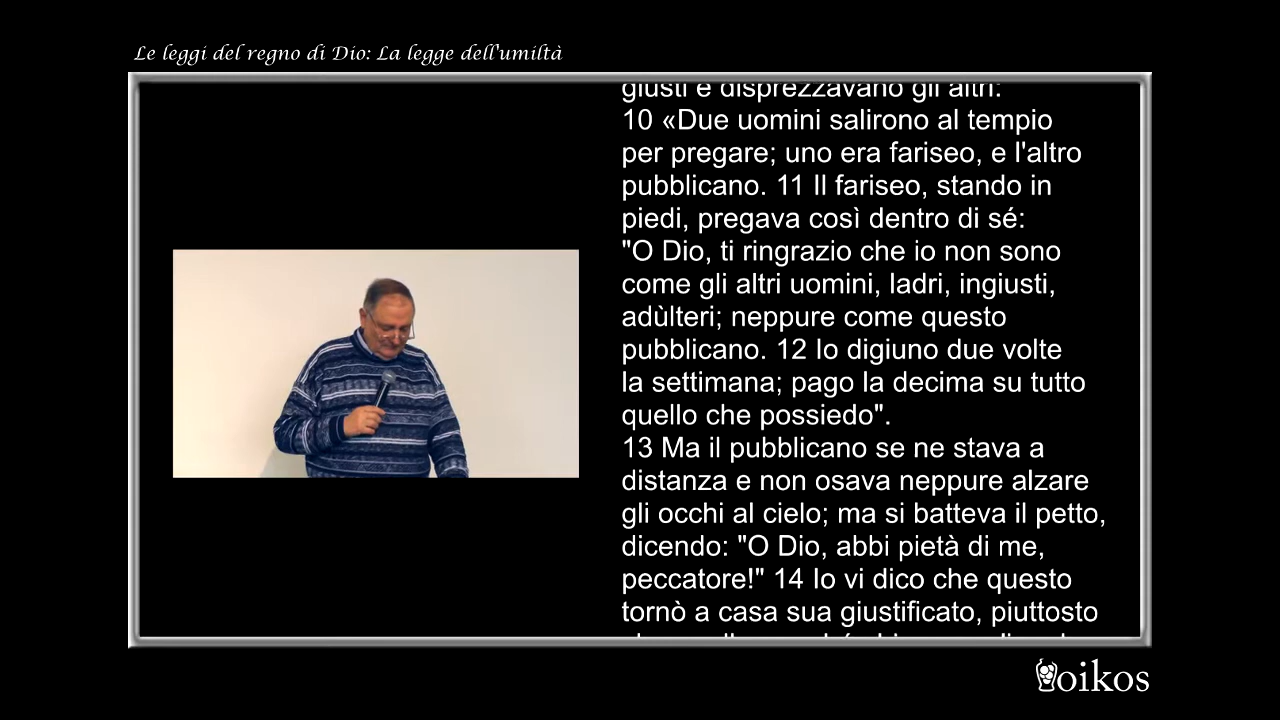 Le leggi del regno di Dio: La legge dell'umiltà
giusti e disprezzavano gli altri:
10 «Due uomini salirono al tempio
per pregare; uno era fariseo, e l'altro
pubblicano. 11 Il fariseo, stando in
piedi, pregava così dentro di sé:
"O Dio, ti ringrazio che io non sono
come gli altri uomini, ladri, ingiusti,
adùlteri; neppure come questo
pubblicano. 12 Io digiuno due volte
la settimana; pago la decima su tutto
quello che possiedo".
13 Ma il pubblicano se ne stava a
distanza e non osava neppure alzare
gli occhi al cielo; ma si batteva il petto,
dicendo: "O Dio, abbi pietà di me,
peccatore!" 14 Io vi dico che questo
tornò a casa sua giustificato, piuttosto
oikos